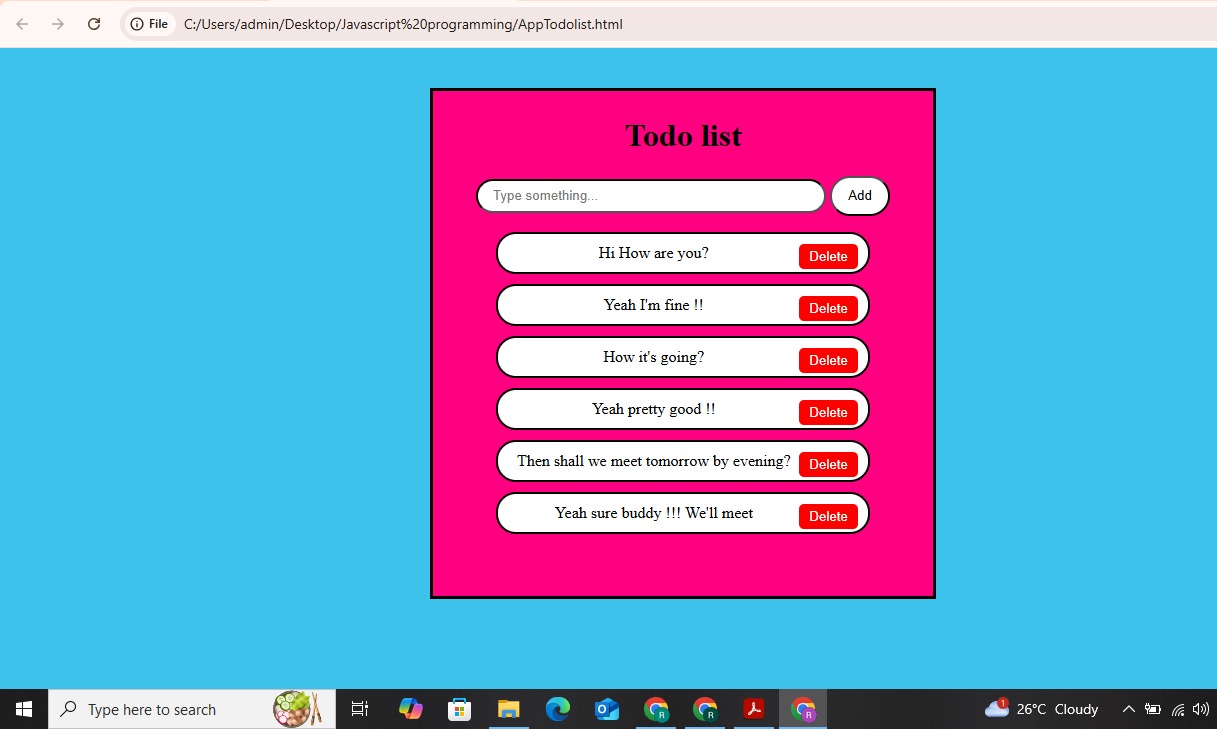 File C:/Users/admin/Desktop/Javascript%20programming/AppTodolist.html
Todo list
Type something... Add
Hi How are you? Delete
Yeah I'm fine !! Delete
How it's going? Delete
Yeah pretty good !! Delete
Then shall we meet tomorrow by evening? Delete
Yeah sure buddy !!! We'll meet Delete
Type here to search 1 26°C Cloudy